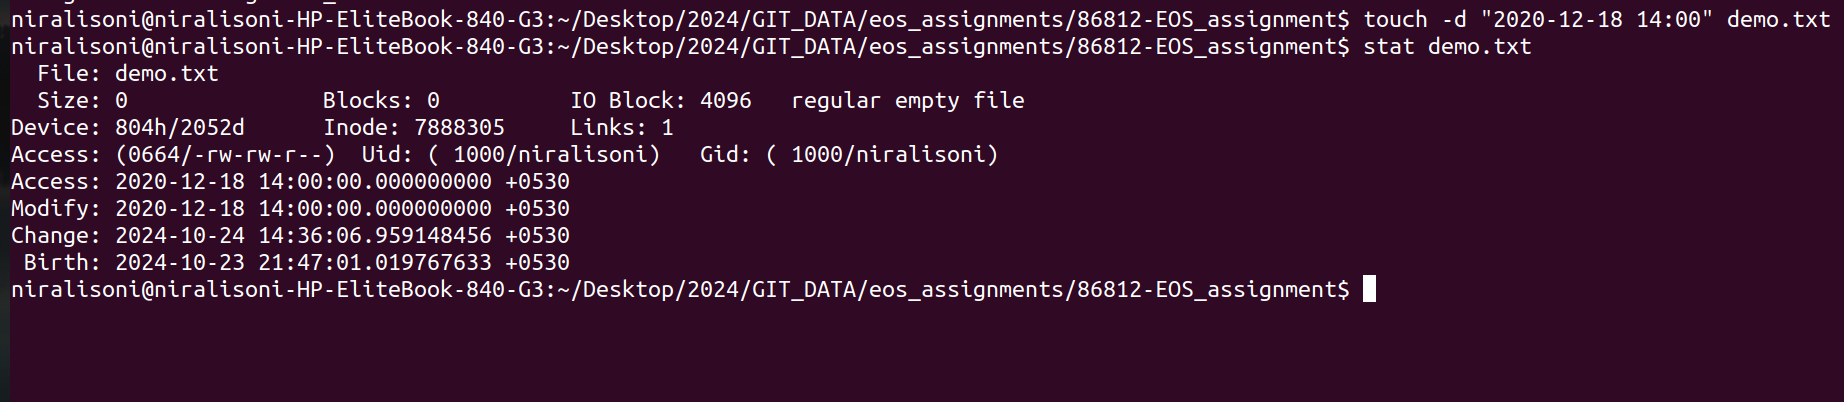 niralisoni@niralisoni-HP-EliteBook-840-G3:~/Desktop/2024/GIT_DATA/eos_assignments/86812-EOS_assignment$ touch -d "2020-12-18 14:00" demo.txt
niralisoni@niralisoni-HP-EliteBook-840-G3:~/Desktop/2024/GIT_DATA/eos_assignments/86812-EOS_assignment$ stat demo.txt
  File: demo.txt
  Size: 0               Blocks: 0          IO Block: 4096   regular empty file
Device: 804h/2052d      Inode: 7888305     Links: 1
Access: (0664/-rw-rw-r--)  Uid: ( 1000/niralisoni)   Gid: ( 1000/niralisoni)
Access: 2020-12-18 14:00:00.000000000 +0530
Modify: 2020-12-18 14:00:00.000000000 +0530
Change: 2024-10-24 14:36:06.959148456 +0530
 Birth: 2024-10-23 21:47:01.019767633 +0530
niralisoni@niralisoni-HP-EliteBook-840-G3:~/Desktop/2024/GIT_DATA/eos_assignments/86812-EOS_assignment$